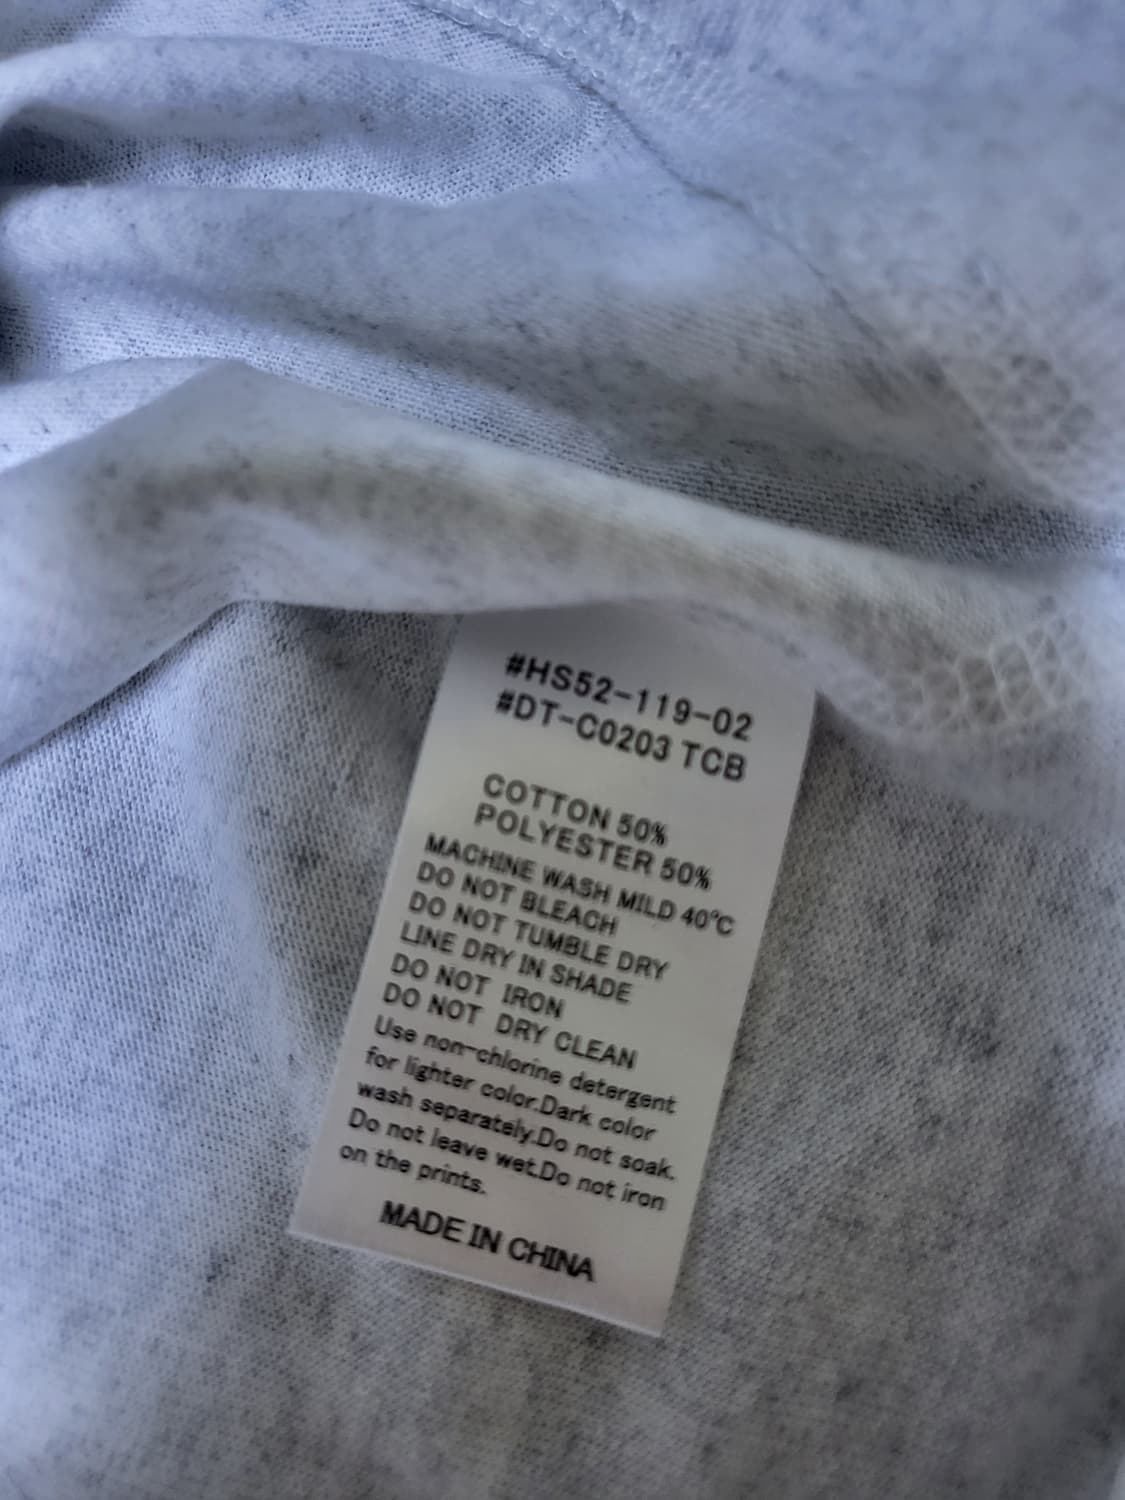 #HS52-119-02
#DT-C0203 TCB
COTTON 50%
POLYESTER 50%
MACHINE WASH MILD 40℃
DO NOT BLEACH
DO NOT TUMBLE DRY
LINE DRY IN SHADE
DO NOT IRON
DO NOT DRY CLEAN
Use non-chlorine detergent
for lighter color.Dark color
wash separately.Do not soak.
Do not leave wet.Do not iron
on the prints.
MADE IN CHINA